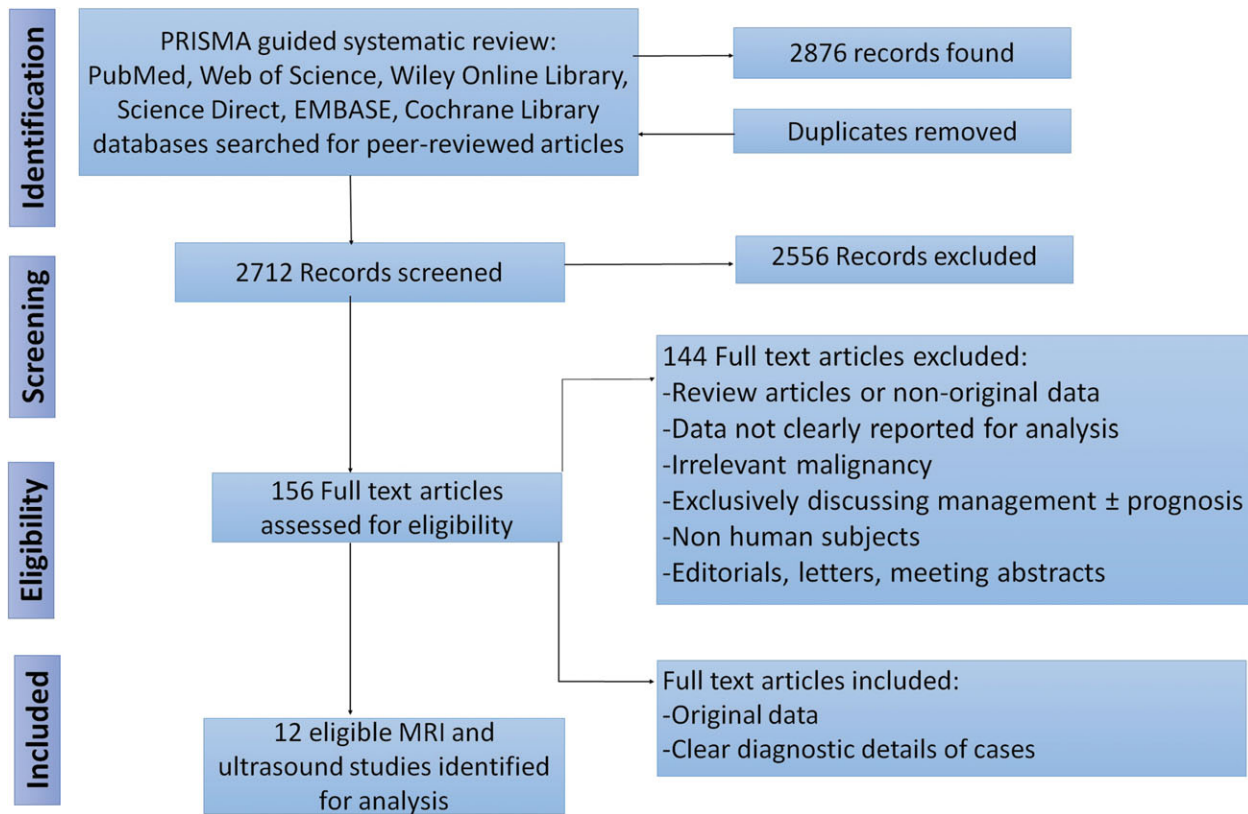 Identification
PRISMA guided systematic review:
PubMed, Web of Science, Wiley Online Library,
Science Direct, EMBASE, Cochrane Library
databases searched for peer-reviewed articles
2876 records found
Duplicates removed
Screening
2712 Records screened
2556 Records excluded
144 Full text articles excluded:
-Review articles or non-original data
-Data not clearly reported for analysis
-Irrelevant malignancy
-Exclusively discussing management ± prognosis
-Non human subjects
-Editorials, letters, meeting abstracts
Eligibility
156 Full text articles
assessed for eligibility
Included
Full text articles included:
-Original data
-Clear diagnostic details of cases
12 eligible MRI and
ultrasound studies identified
for analysis